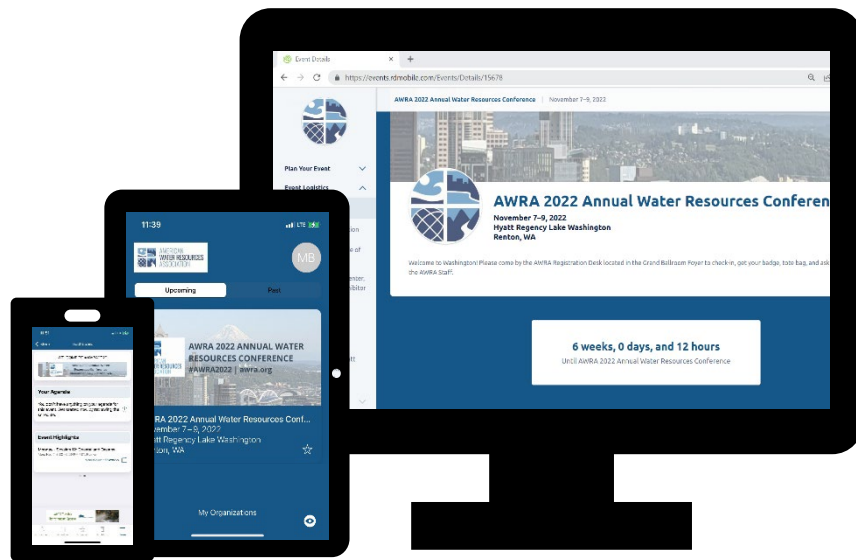 Event Details
https://events.rdmobile.com/Events/Details/15678
AWRA 2022 Annual Water Resources Conference | November 7–9, 2022
Plan Your Event
Event Logistics
AWRA 2022 Annual Water Resources Conferen
November 7–9, 2022
Hyatt Regency Lake Washington
Renton, WA
Welcome to Washington! Please come by the AWRA Registration Desk located in the Grand Ballroom Foyer to check-in, get your badge, tote bag, and ask
the AWRA Staff.
6 weeks, 0 days, and 12 hours
Until AWRA 2022 Annual Water Resources Conference
11:39
LTE
AMERICAN
WATER RESOURCES
ASSOCIATION
MB
Upcoming
Past
AWRA 2022 ANNUAL WATER
RESOURCES CONFERENCE
#AWRA2022 | awra.org
RA 2022 Annual Water Resources Conf...
vember 7–9, 2022
att Regency Lake Washington
nton, WA
My Organizations
Your Agenda
Event Highlights